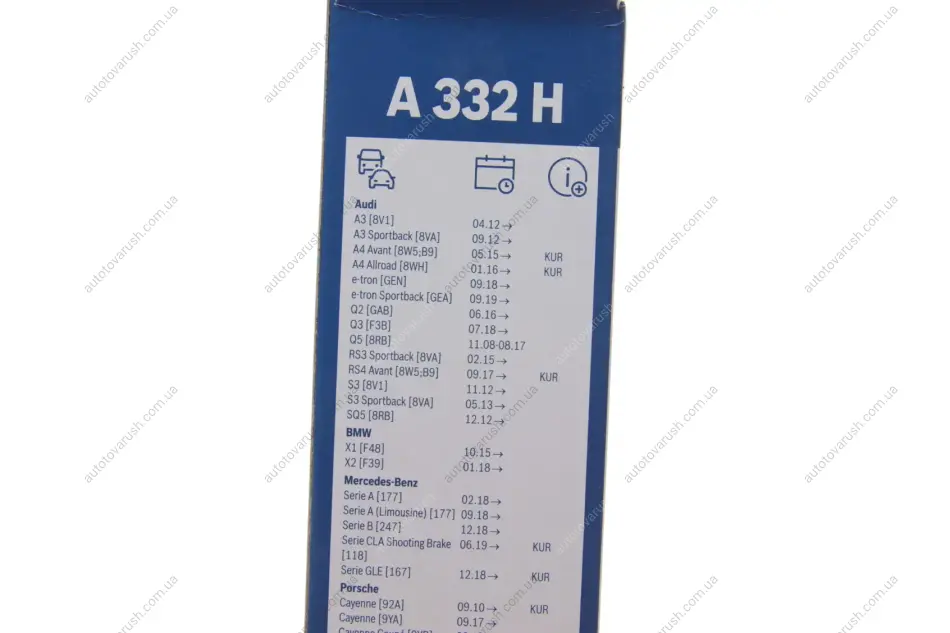 A 332 H
Audi
A3 [8V1] 04.12→
A3 Sportback [8VA] 09.12→
A4 Avant [8W5;B9] 05.15→ KUR
A4 Allroad [8WH] 01.16→ KUR
e-tron [GEN] 09.18→
e-tron Sportback [GEA] 09.19→
Q2 [GAB] 06.16→
Q3 [F3B] 07.18→
Q5 [8RB] 11.08-08.17
RS3 Sportback [8VA] 02.15→
RS4 Avant [8W5;B9] 09.17→ KUR
S3 [8V1] 11.12→
S3 Sportback [8VA] 05.13→
SQ5 [8RB] 12.12→
BMW
X1 [F48] 10.15→
X2 [F39] 01.18→
Mercedes-Benz
Serie A [177] 02.18→
Serie A (Limousine) [177] 09.18→
Serie B [247] 12.18→
Serie CLA Shooting Brake 06.19→ KUR
[118]
Serie GLE [167] 12.18→ KUR
Porsche
Cayenne [92A] 09.10→ KUR
Cayenne [9YA] 09.17→
autotovarush.com.ua